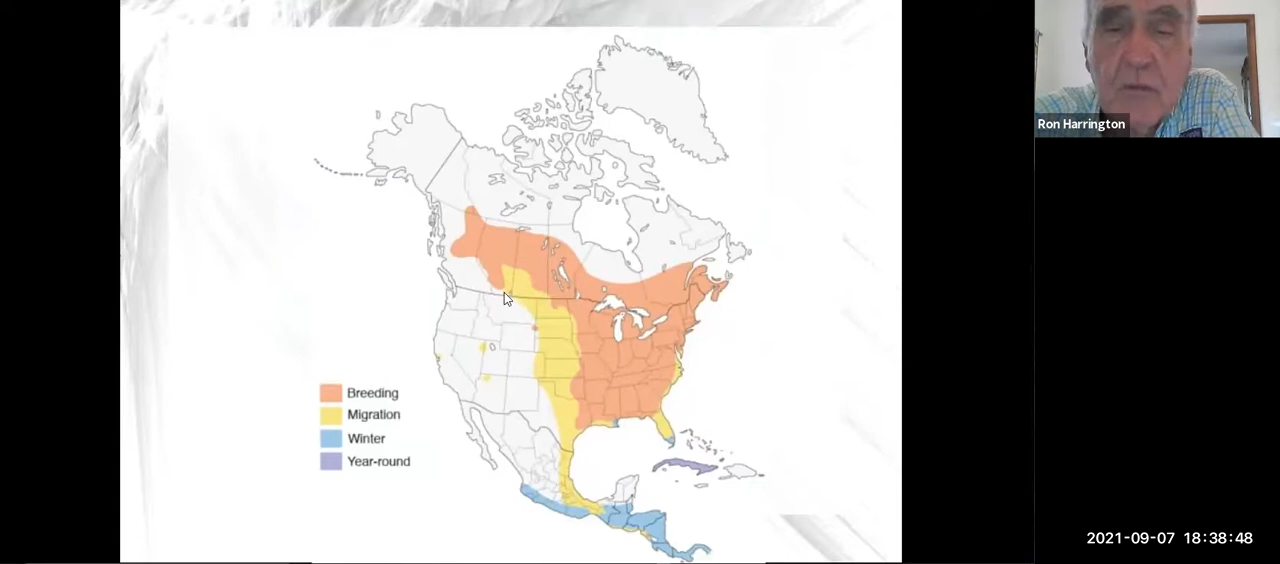 Ron Harrington
Breeding
Migration
Winter
Year-round
2021-09-07 18:38:48